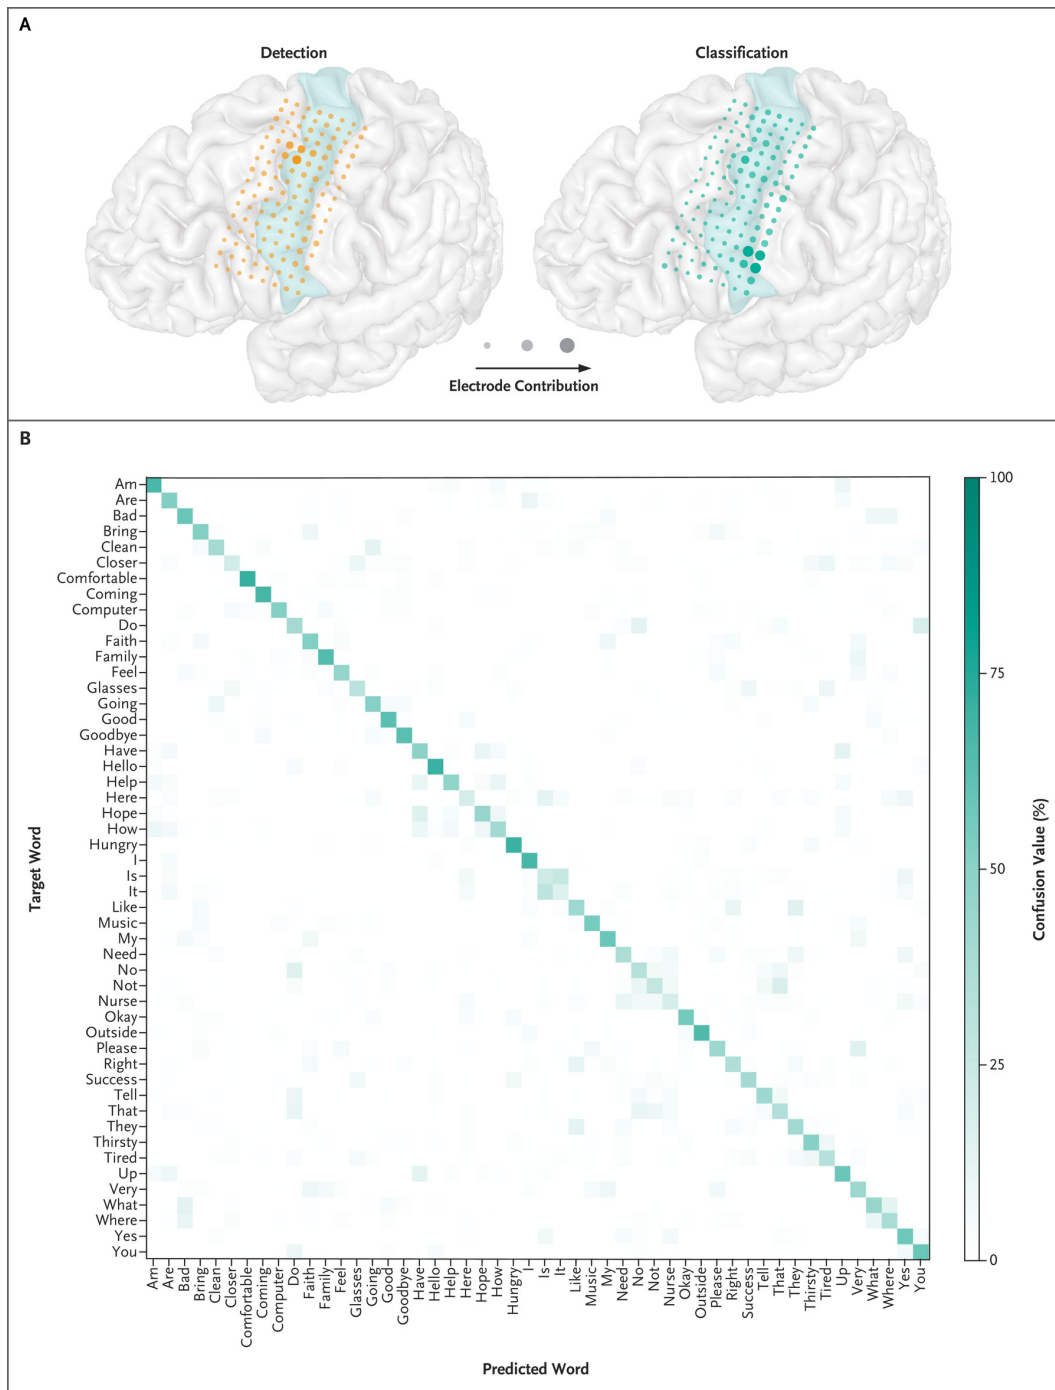 A
Detection
Classification
Electrode Contribution
B
Am
Are
Bad
Bring
Clean
Closer
Comfortable
Coming
Computer
Do
Faith
Family
Feel
Glasses
Going
Good
Goodbye
Have
Hello
Help
Here
Hope
How
Hungry
I
Is
It
Like
Music
My
Need
No
Not
Nurse
Okay
Outside
Please
Right
Success
Tell
That
They
Thirsty
Tired
Up
Very
What
Where
Yes
You
Target Word
100
75
50
25
0
Confusion Value (%)
Am
Are
Bad
Bring
Clean
Closer
Comfortable
Coming
Computer
Do
Faith
Family
Feel
Glasses
Going
Good
Goodbye
Have
Hello
Help
Here
Hope
How
Hungry
I
Is
It
Like
Music
My
Need
No
Not
Nurse
Okay
Outside
Please
Right
Success
Tell
That
They
Thirsty
Tired
Up
Very
What
Where
Yes
You
Predicted Word